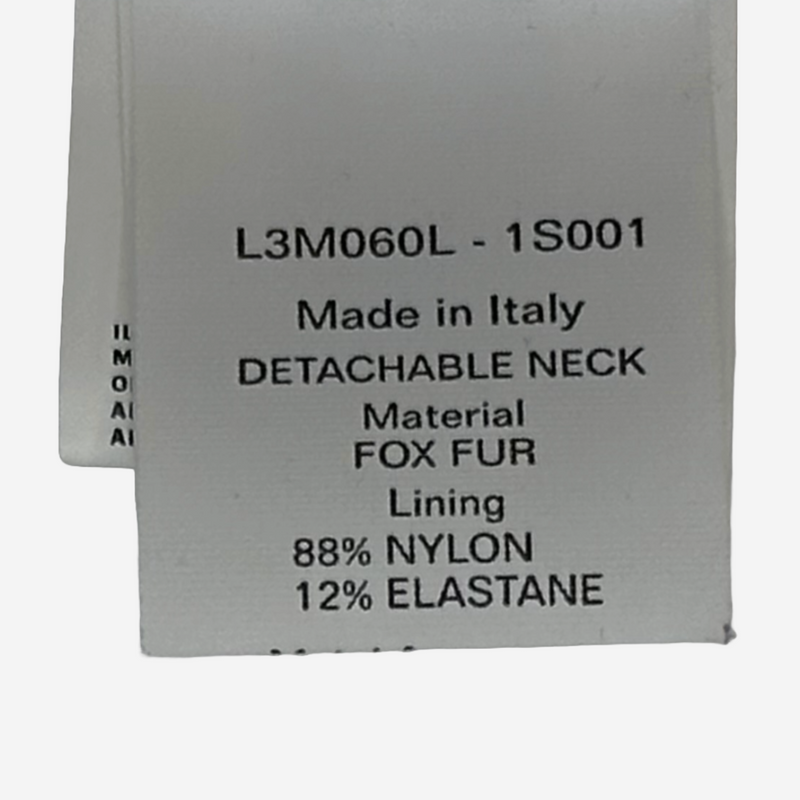 L3M060L - 1S001
Made in Italy
DETACHABLE NECK
Material
FOX FUR
Lining
88% NYLON
12% ELASTANE